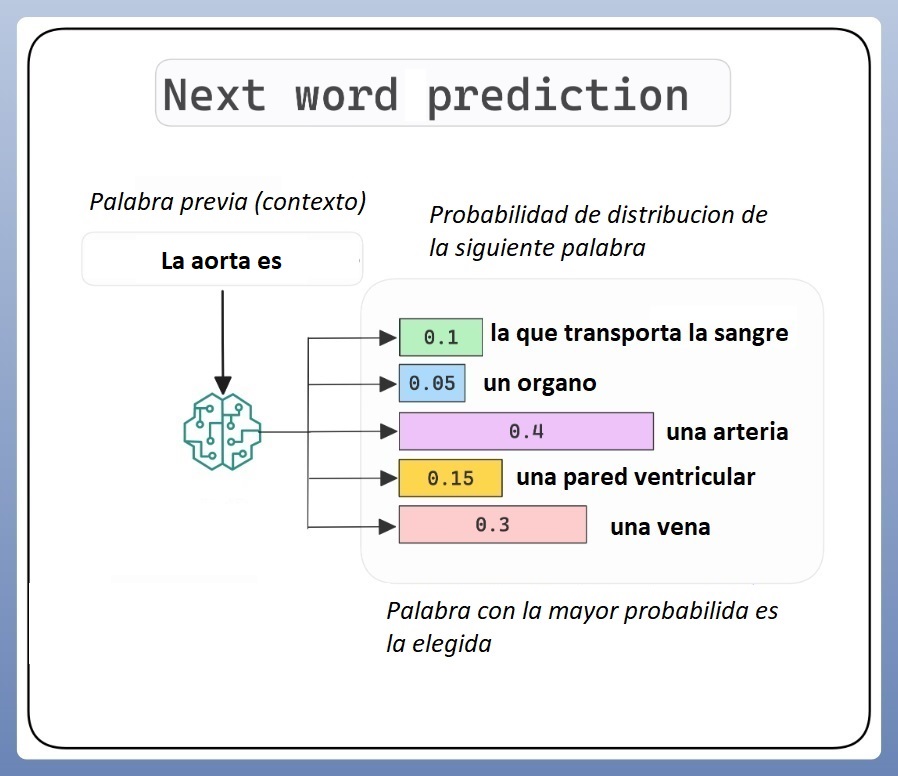 Next word prediction
Palabra previa (contexto)
La aorta es
Probabilidad de distribucion de
la siguiente palabra
0.1 la que transporta la sangre
0.05 un organo
0.4 una arteria
0.15 una pared ventricular
0.3 una vena
Palabra con la mayor probabilida es
la elegida